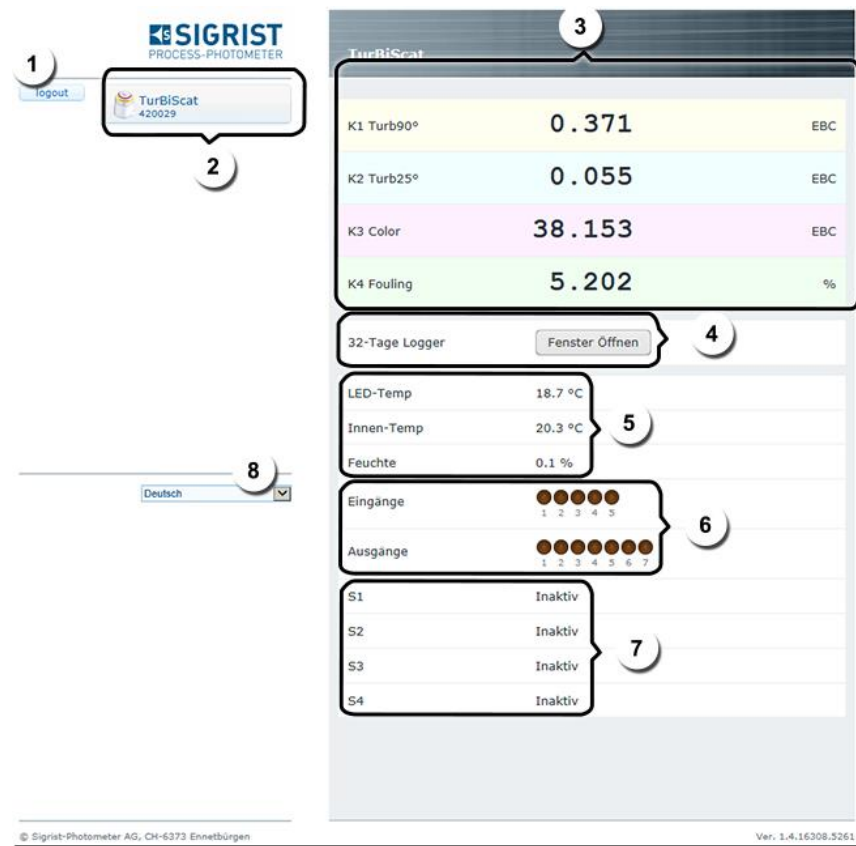 SIGRIST
PROCESS-PHOTOMETER
1
logout
TurBiScat
420029
2
3
TurBiScat
K1 Turb90° 0.371 EBC
K2 Turb25° 0.055 EBC
K3 Color 38.153 EBC
K4 Fouling 5.202 %
32-Tage Logger Fenster Öffnen 4
LED-Temp 18.7 °C
Innen-Temp 20.3 °C 5
Feuchte 0.1 %
8
Deutsch
Eingänge
1 2 3 4 5
6
Ausgänge
1 2 3 4 5 6 7
S1 Inaktiv
S2 Inaktiv
7
S3 Inaktiv
S4 Inaktiv
© Sigrist-Photometer AG, CH-6373 Ennetbürgen Ver. 1.4.16308.5261